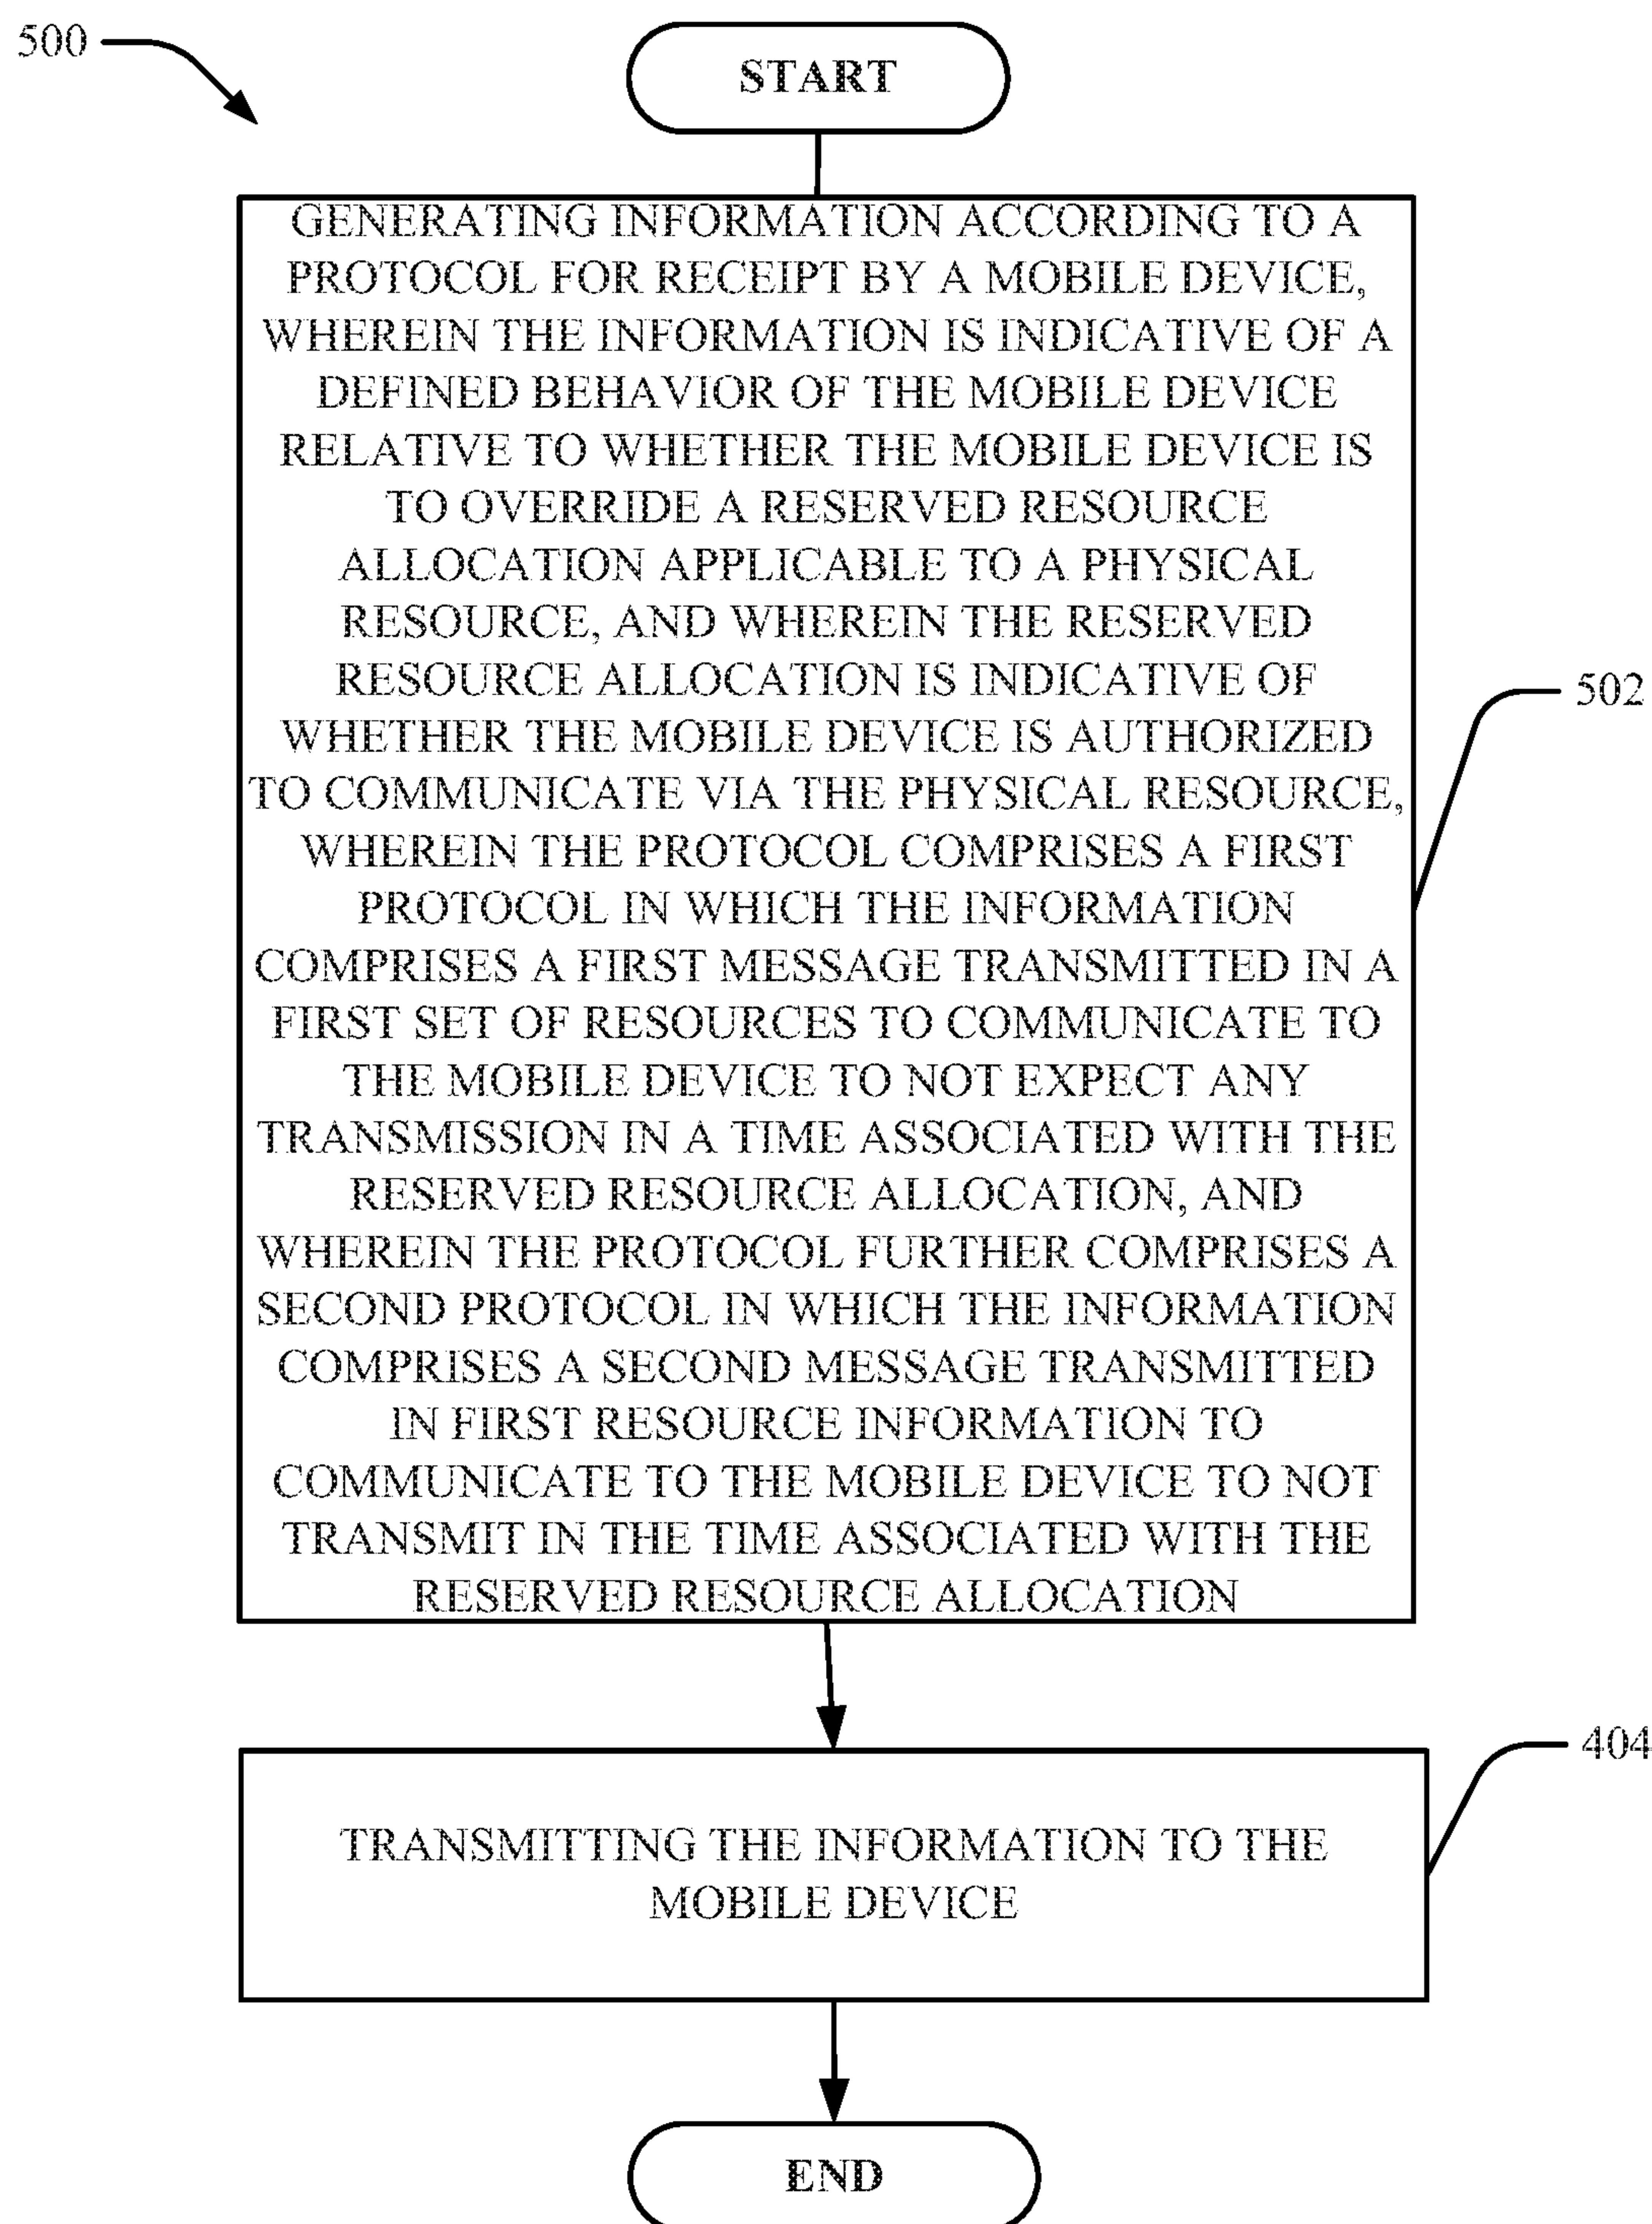 500
START
GENERATING INFORMATION ACCORDING TO A
PROTOCOL FOR RECEIPT BY A MOBILE DEVICE,
WHEREIN THE INFORMATION IS INDICATIVE OF A
DEFINED BEHAVIOR OF THE MOBILE DEVICE
RELATIVE TO WHETHER THE MOBILE DEVICE IS
TO OVERRIDE A RESERVED RESOURCE
ALLOCATION APPLICABLE TO A PHYSICAL
RESOURCE, AND WHEREIN THE RESERVED
RESOURCE ALLOCATION IS INDICATIVE OF
WHETHER THE MOBILE DEVICE IS AUTHORIZED
TO COMMUNICATE VIA THE PHYSICAL RESOURCE,
WHEREIN THE PROTOCOL COMPRISES A FIRST
PROTOCOL IN WHICH THE INFORMATION
COMPRISES A FIRST MESSAGE TRANSMITTED IN A
FIRST SET OF RESOURCES TO COMMUNICATE TO
THE MOBILE DEVICE TO NOT EXPECT ANY
TRANSMISSION IN A TIME ASSOCIATED WITH THE
RESERVED RESOURCE ALLOCATION, AND
WHEREIN THE PROTOCOL FURTHER COMPRISES A
SECOND PROTOCOL IN WHICH THE INFORMATION
COMPRISES A SECOND MESSAGE TRANSMITTED
IN FIRST RESOURCE INFORMATION TO
COMMUNICATE TO THE MOBILE DEVICE TO NOT
TRANSMIT IN THE TIME ASSOCIATED WITH THE
RESERVED RESOURCE ALLOCATION
502
TRANSMITTING THE INFORMATION TO THE
MOBILE DEVICE
404
END